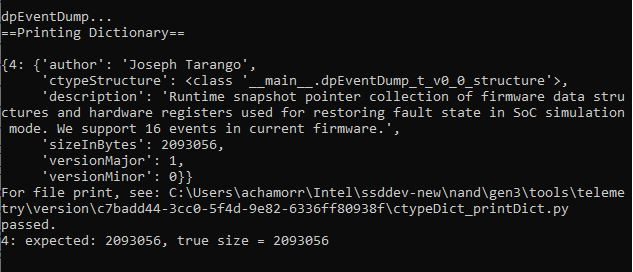 dpEventDump...
==Printing Dictionary==
{4: {'author': 'Joseph Tarango',
'ctypeStructure': <class '__main__.dpEventDump_t_v0_0_structure'>,
'description': 'Runtime snapshot pointer collection of firmware data stru
ctures and hardware registers used for restoring fault state in SoC simulation
 mode. We support 16 events in current firmware.',
'sizeInBytes': 2093056,
'versionMajor': 1,
'versionMinor': 0}}
For file print, see: C:\Users\achamorr\Intel\ssddev-new\nand\gen3\tools\teleme
try\version\c7badd44-3cc0-5f4d-9e82-6336ff80938f\ctypeDict_printDict.py
passed.
4: expected: 2093056, true size = 2093056